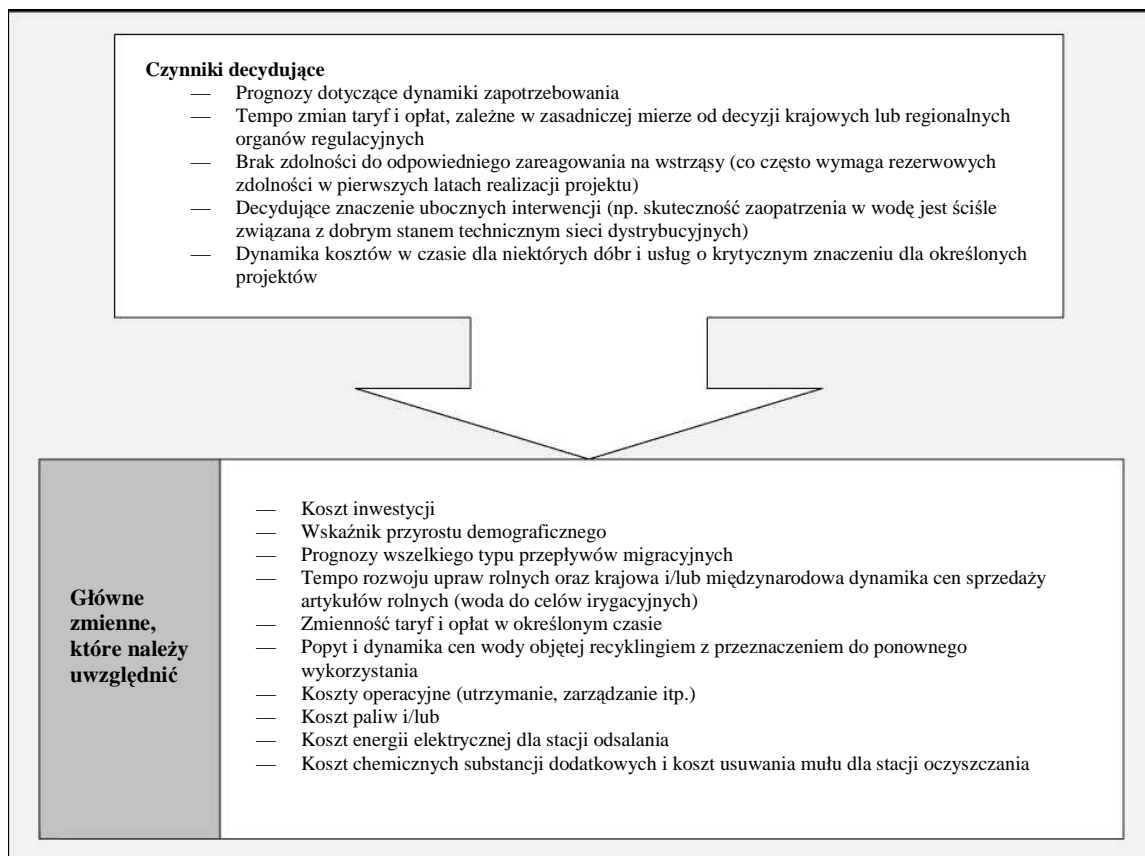 Czynniki decydujące
— Prognozy dotyczące dynamiki zapotrzebowania
— Tempo zmian taryf i opłat, zależne w zasadniczej mierze od decyzji krajowych lub regionalnych
organów regulacyjnych
— Brak zdolności do odpowiedniego zareagowania na wstrząsy (co często wymaga rezerwowych
zdolności w pierwszych latach realizacji projektu)
— Decydujące znaczenie ubocznych interwencji (np. skuteczność zaopatrzenia w wodę jest ściśle
związana z dobrym stanem technicznym sieci dystrybucyjnych)
— Dynamika kosztów w czasie dla niektórych dóbr i usług o krytycznym znaczeniu dla określonych
projektów
Główne
zmienne,
które należy
uwzględnić
— Koszt inwestycji
— Wskaźnik przyrostu demograficznego
— Prognozy wszelkiego typu przepływów migracyjnych
— Tempo rozwoju upraw rolnych oraz krajowa i/lub międzynarodowa dynamika cen sprzedaży
artykułów rolnych (woda do celów irygacyjnych)
— Zmienność taryf i opłat w określonym czasie
— Popyt i dynamika cen wody objętej recyklingiem z przeznaczeniem do ponownego
wykorzystania
— Koszty operacyjne (utrzymanie, zarządzanie itp.)
— Koszt paliw i/lub
— Koszt energii elektrycznej dla stacji odsalania
— Koszt chemicznych substancji dodatkowych i koszt usuwania mułu dla stacji oczyszczania